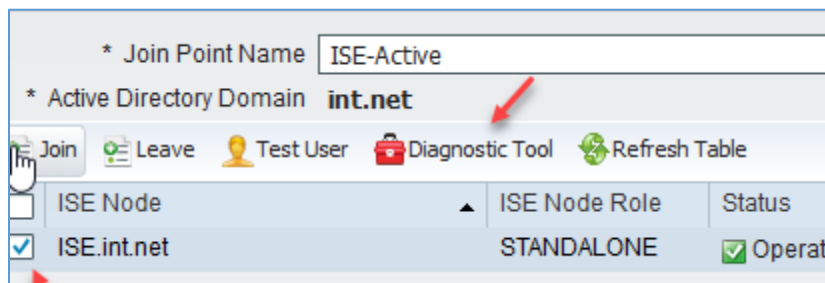 * Join Point Name ISE-Active
* Active Directory Domain int.net
Join Leave Test User Diagnostic Tool Refresh Table
ISE Node ISE Node Role Status
ISE.int.net STANDALONE Operat